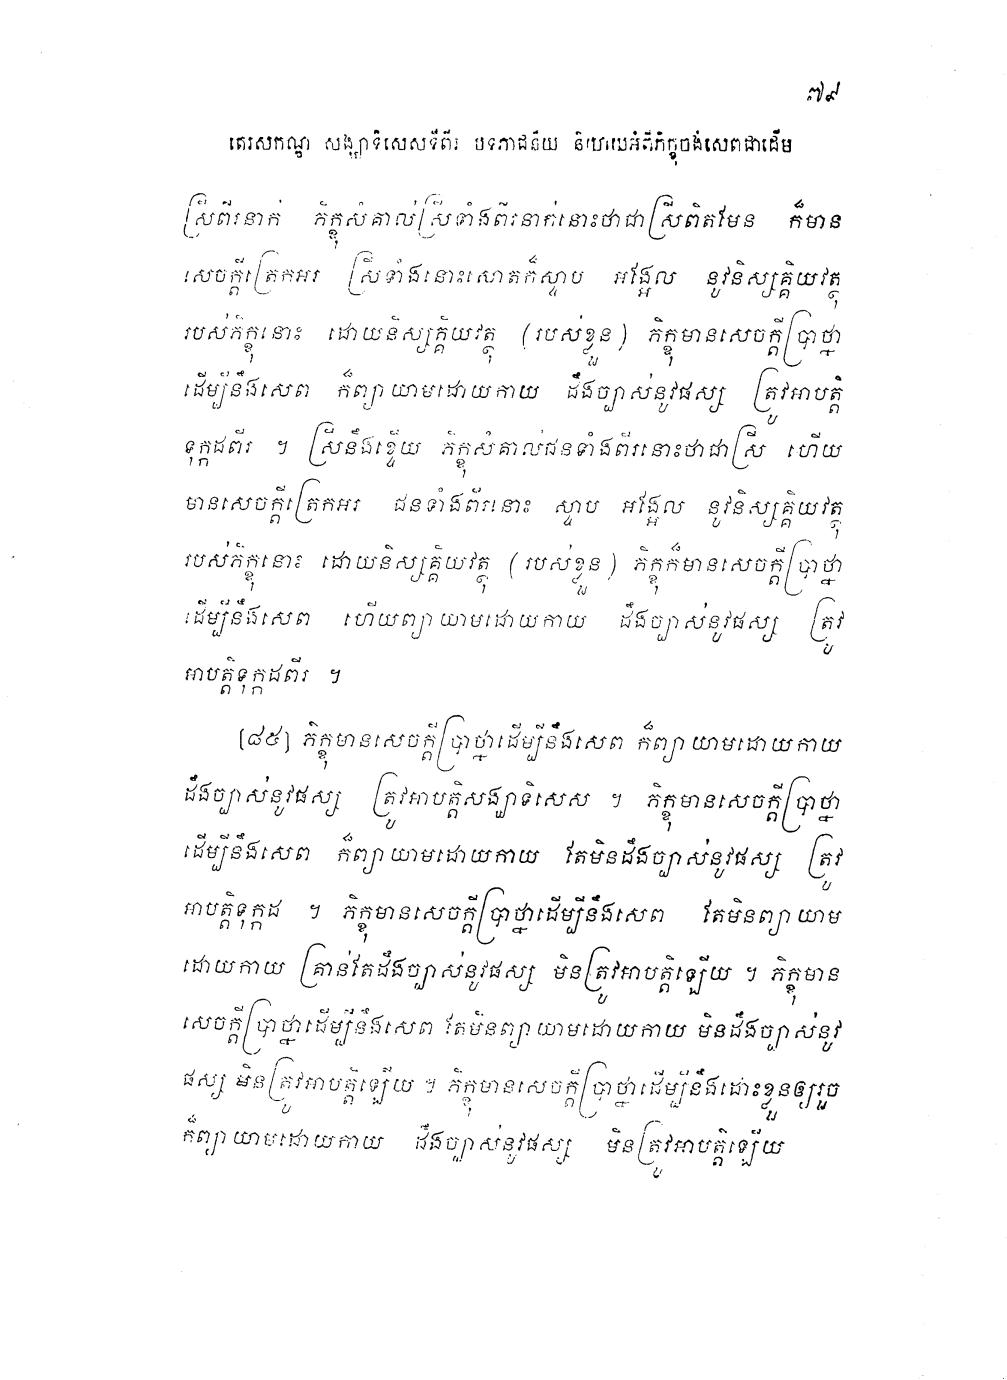 ៧៩
តេរសកណ្ឌ សង្ឃាទិសេសទីពីរ បទភាជនីយ និយាយអំពីភិក្ខុចង់សេពជាដើម
ស្រីពីរនាក់ ភិក្ខុសំគាល់ស្រីទាំងពីរនាក់នោះថាជាស្រីពិតមែន ក៏មាន
សេចក្តីត្រេកអរ ស្រីទាំងនោះសោតក៏ស្ទាប អង្អែល នូវនិស្សគ្គិយវត្ថុ
របស់ភិក្ខុនោះ ដោយនិស្សគ្គិយវត្ថុ (របស់ខ្លួន) ភិក្ខុមានសេចក្តីប្រាថ្នា
ដើម្បីនឹងសេព ក៏ព្យាយាមដោយកាយ ដឹងច្បាស់នូវផស្ស ត្រូវអាបត្តិ
ទុក្កដពីរ ។ ស្រីនឹងខ្ទើយ ភិក្ខុសំគាល់ជនទាំងពីរនោះថាជាស្រី ហើយ
មានសេចក្តីត្រេកអរ ជនទាំងពីរនោះ ស្ទាប អង្អែល នូវនិស្សគ្គិយវត្ថុ
របស់ភិក្ខុនោះ ដោយនិស្សគ្គិយវត្ថុ (របស់ខ្លួន) ភិក្ខុក៏មានសេចក្តីប្រាថ្នា
ដើម្បីនឹងសេព ហើយព្យាយាមដោយកាយ ដឹងច្បាស់នូវផស្ស ត្រូវ
អាបត្តិទុក្កដពីរ ។
[៨៥] ភិក្ខុមានសេចក្តីប្រាថ្នាដើម្បីនឹងសេព ក៏ព្យាយាមដោយកាយ
ដឹងច្បាស់នូវផស្ស ត្រូវអាបត្តិសង្ឃាទិសេស ។ ភិក្ខុមានសេចក្តីប្រាថ្នា
ដើម្បីនឹងសេព ក៏ព្យាយាមដោយកាយ តែមិនដឹងច្បាស់នូវផស្ស ត្រូវ
អាបត្តិទុក្កដ ។ ភិក្ខុមានសេចក្តីប្រាថ្នាដើម្បីនឹងសេព តែមិនព្យាយាម
ដោយកាយ គ្រាន់តែដឹងច្បាស់នូវផស្ស មិនត្រូវអាបត្តិឡើយ ។ ភិក្ខុមាន
សេចក្តីប្រាថ្នាដើម្បីនឹងសេព តែមិនព្យាយាមដោយកាយ មិនដឹងច្បាស់នូវ
ផស្ស មិនត្រូវអាបត្តិឡើយ ។ ភិក្ខុមានសេចក្តីប្រាថ្នាដើម្បីនឹងដោះខ្លួនឲ្យរួច
ក៏ព្យាយាមដោយកាយ ដឹងច្បាស់នូវផស្ស មិនត្រូវអាបត្តិឡើយ